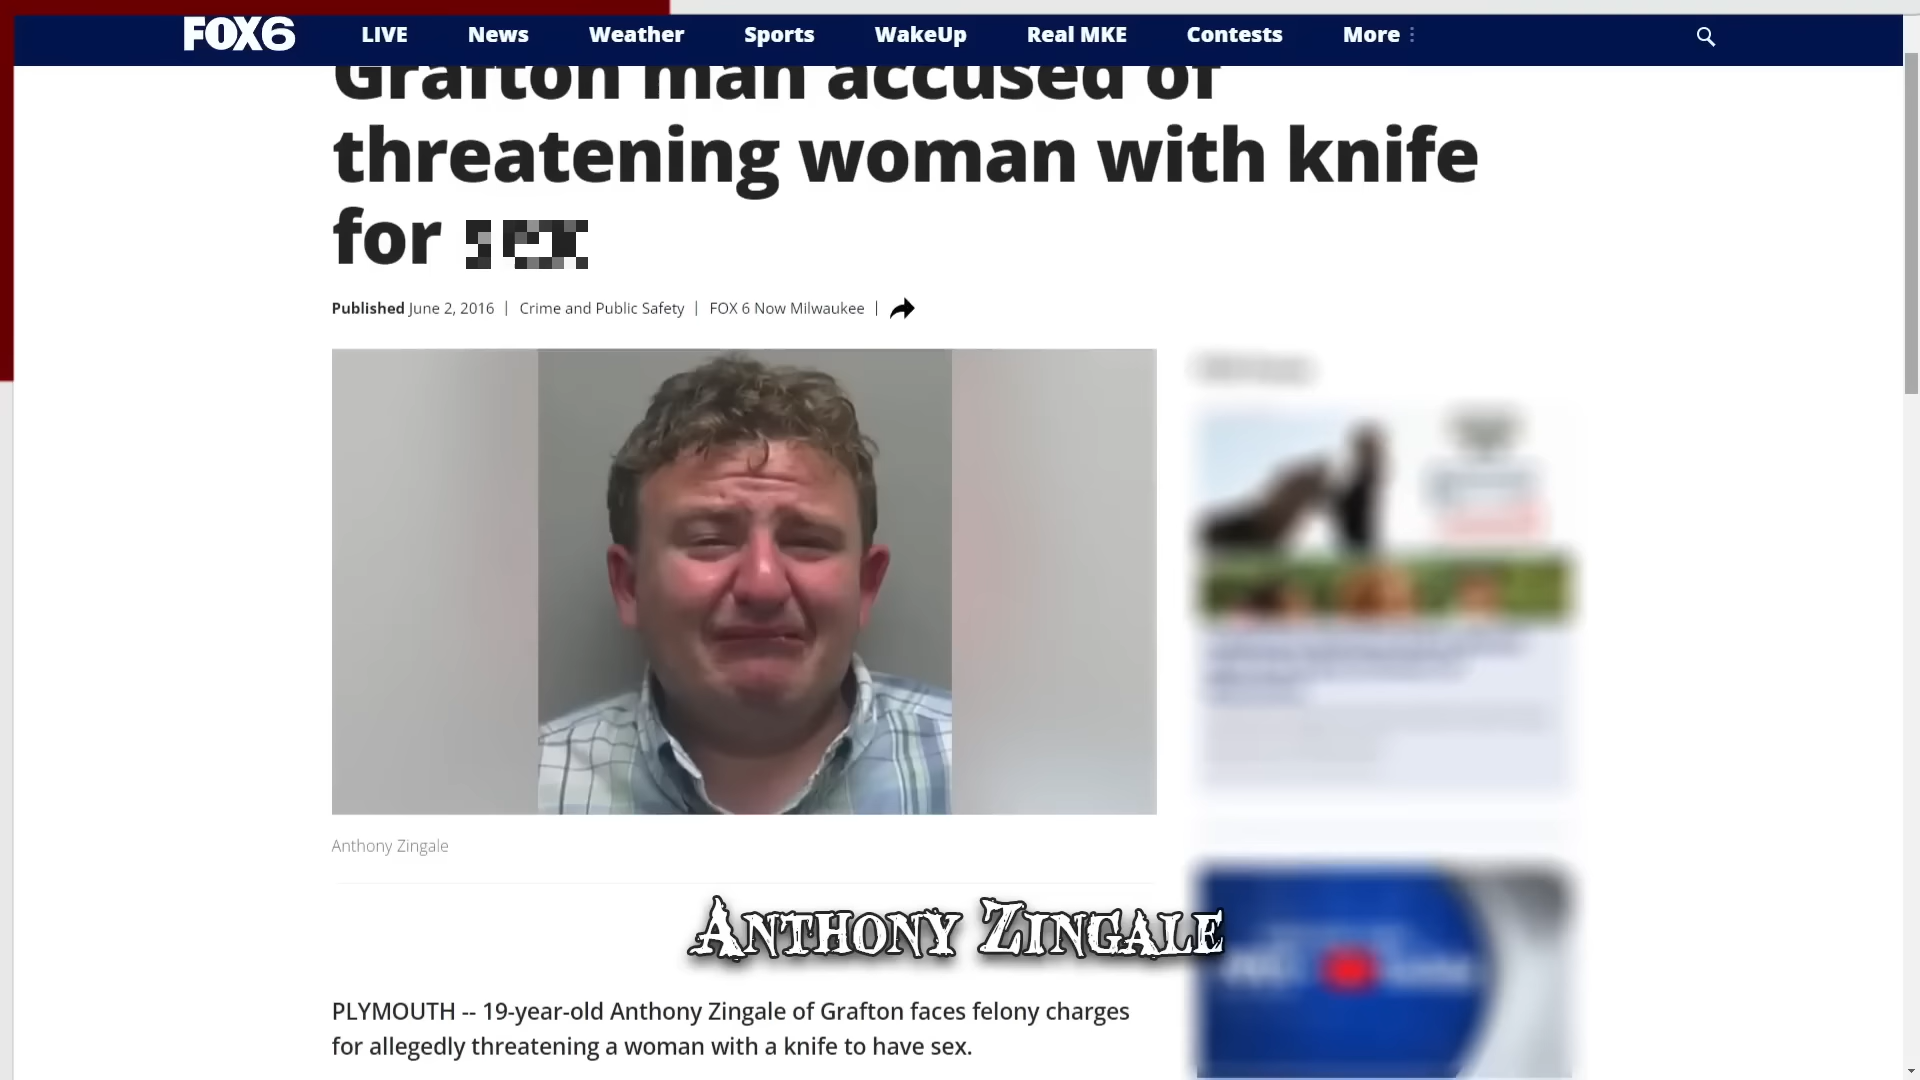 FOX6 LIVE News Weather Sports WakeUp Real MKE Contests More
Grafton man accused of
threatening woman with knife
for
Published June 2, 2016 | Crime and Public Safety | FOX 6 Now Milwaukee |
Anthony Zingale
ANTHONY ZINGALE
PLYMOUTH -- 19-year-old Anthony Zingale of Grafton faces felony charges
for allegedly threatening a woman with a knife to have sex.